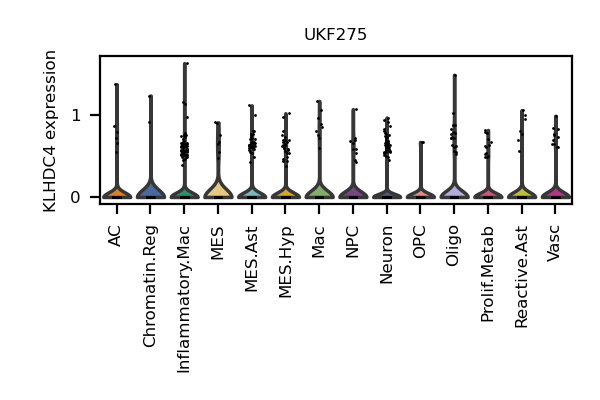 UKF275
KLHDC4 expression
1
0
AC
Chromatin.Reg
Inflammatory.Mac
MES
MES.Ast
MES.Hyp
Mac
NPC
Neuron
OPC
Oligo
Prolif.Metab
Reactive.Ast
Vasc